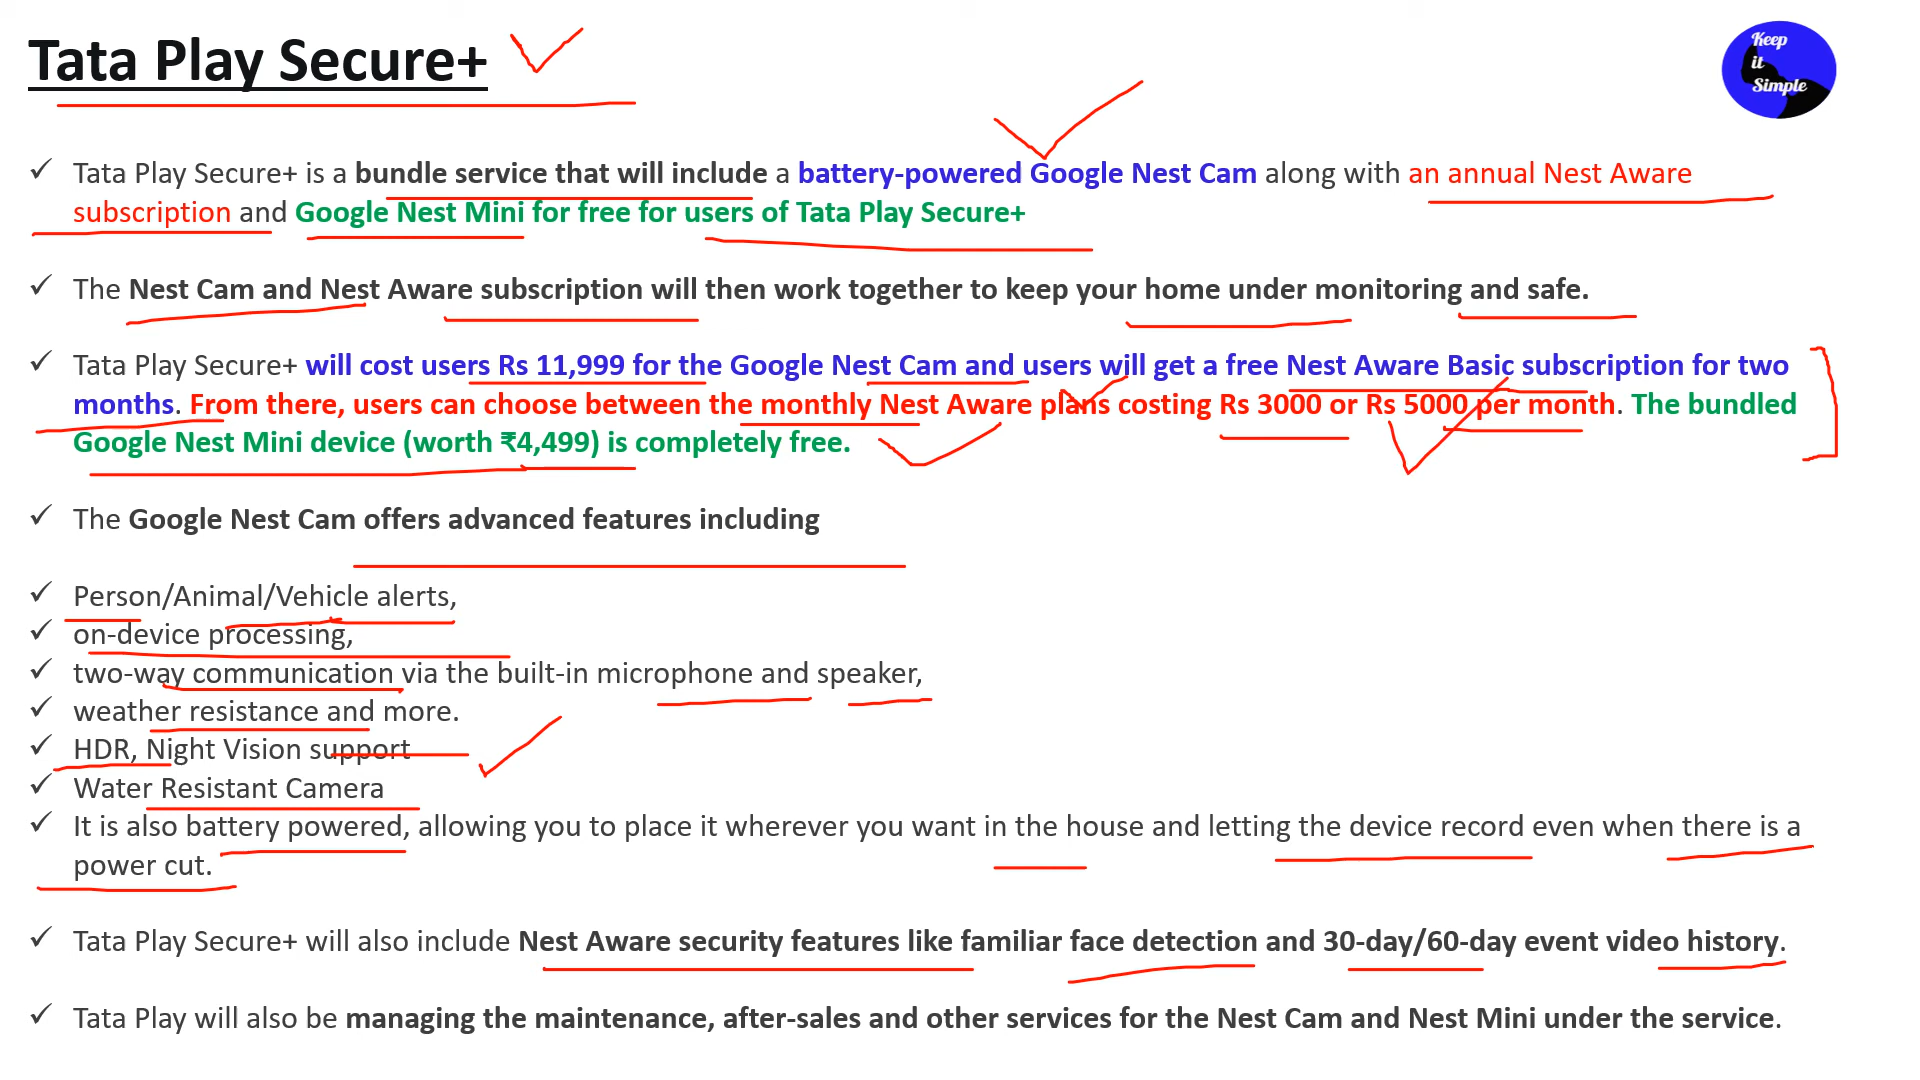 Tata Play Secure+
Keep
it
Simple
✓ Tata Play Secure+ is a bundle service that will include a battery-powered Google Nest Cam along with an annual Nest Aware
subscription and Google Nest Mini for free for users of Tata Play Secure+
✓ The Nest Cam and Nest Aware subscription will then work together to keep your home under monitoring and safe.
✓ Tata Play Secure+ will cost users Rs 11,999 for the Google Nest Cam and users will get a free Nest Aware Basic subscription for two
months. From there, users can choose between the monthly Nest Aware plans costing Rs 3000 or Rs 5000 per month. The bundled
Google Nest Mini device (worth ₹4,499) is completely free.
✓ The Google Nest Cam offers advanced features including
✓ Person/Animal/Vehicle alerts,
✓ on-device processing,
✓ two-way communication via the built-in microphone and speaker,
✓ weather resistance and more.
✓ HDR, Night Vision support
✓ Water Resistant Camera
✓ It is also battery powered, allowing you to place it wherever you want in the house and letting the device record even when there is a
power cut.
✓ Tata Play Secure+ will also include Nest Aware security features like familiar face detection and 30-day/60-day event video history.
✓ Tata Play will also be managing the maintenance, after-sales and other services for the Nest Cam and Nest Mini under the service.